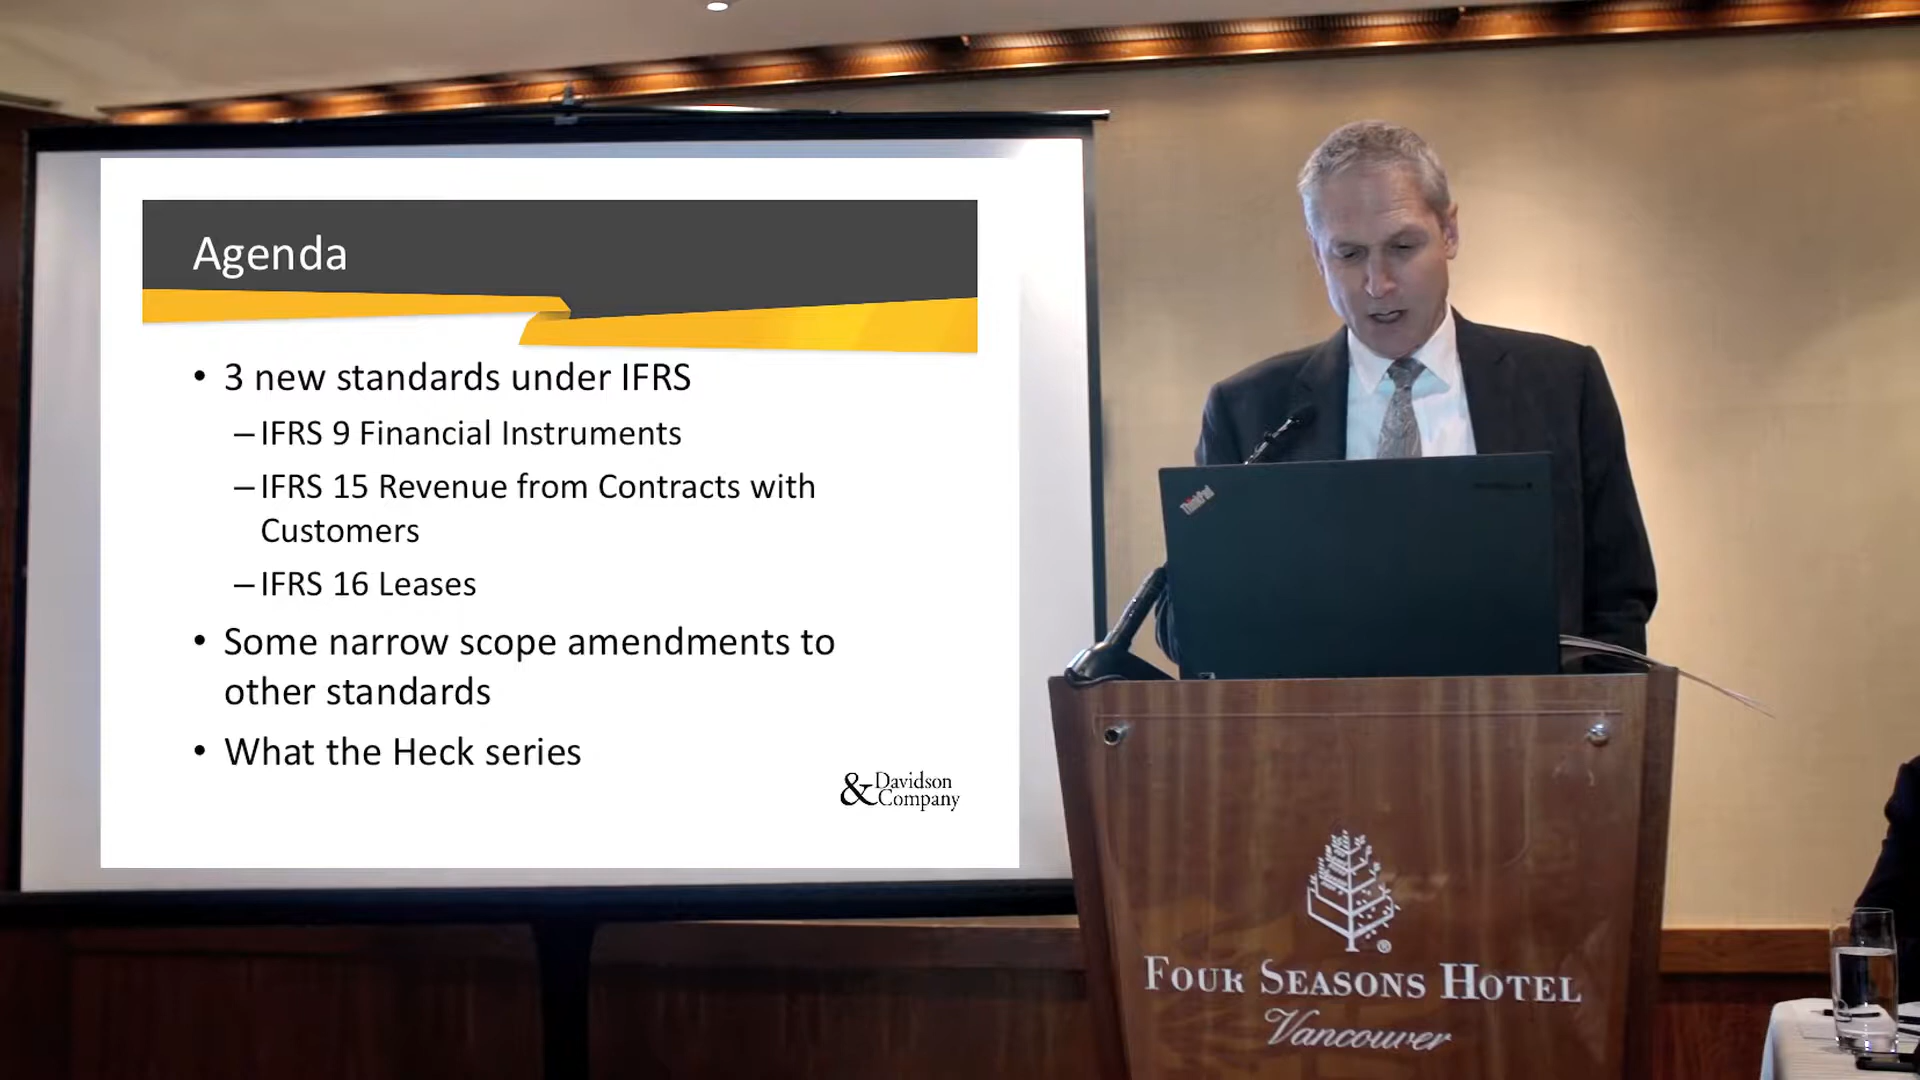 Agenda
• 3 new standards under IFRS
– IFRS 9 Financial Instruments
– IFRS 15 Revenue from Contracts with
Customers
– IFRS 16 Leases
• Some narrow scope amendments to
other standards
• What the Heck series
& Davidson
Company
ThinkPad
®
FOUR SEASONS HOTEL
Vancouver